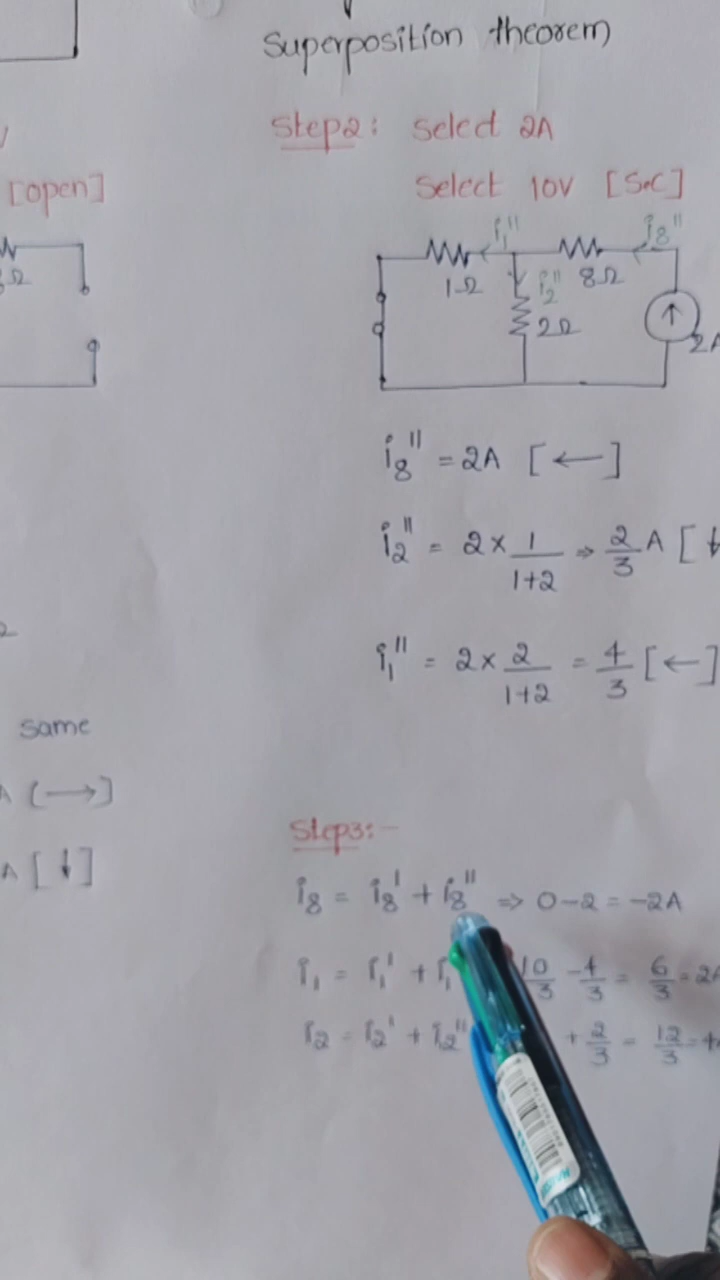 Superposition theorem
Step2: Select 2A
Select 10V [S.C]
[open]
i₁'' i₈''
1Ω i₂'' 8Ω
2Ω
2A
Ω
i₈'' = 2A [←]
i₂'' = 2 × 1/(1+2) ⇒ 2/3 A [↓
i₁'' = 2 × 2/(1+2) = 4/3 [←]
Same
A (→)
A [↓]
Step3:-
i₈ = i₈' + i₈'' ⇒ 0-2 = -2A
I₁ = I₁' + I₁ 10/3 - 4/3 = 6/3 = 2A
I₂ = I₂' + I₂'' + 2/3 = 12/3 = 4